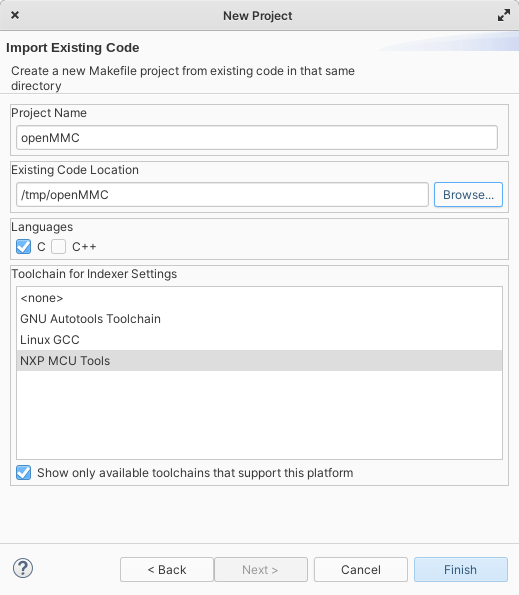 New Project
Import Existing Code
Create a new Makefile project from existing code in that same
directory
Project Name
openMMC
Existing Code Location
/tmp/openMMC
Browse...
Languages
C C++
Toolchain for Indexer Settings
<none>
GNU Autotools Toolchain
Linux GCC
NXP MCU Tools
Show only available toolchains that support this platform
? < Back Next > Cancel Finish